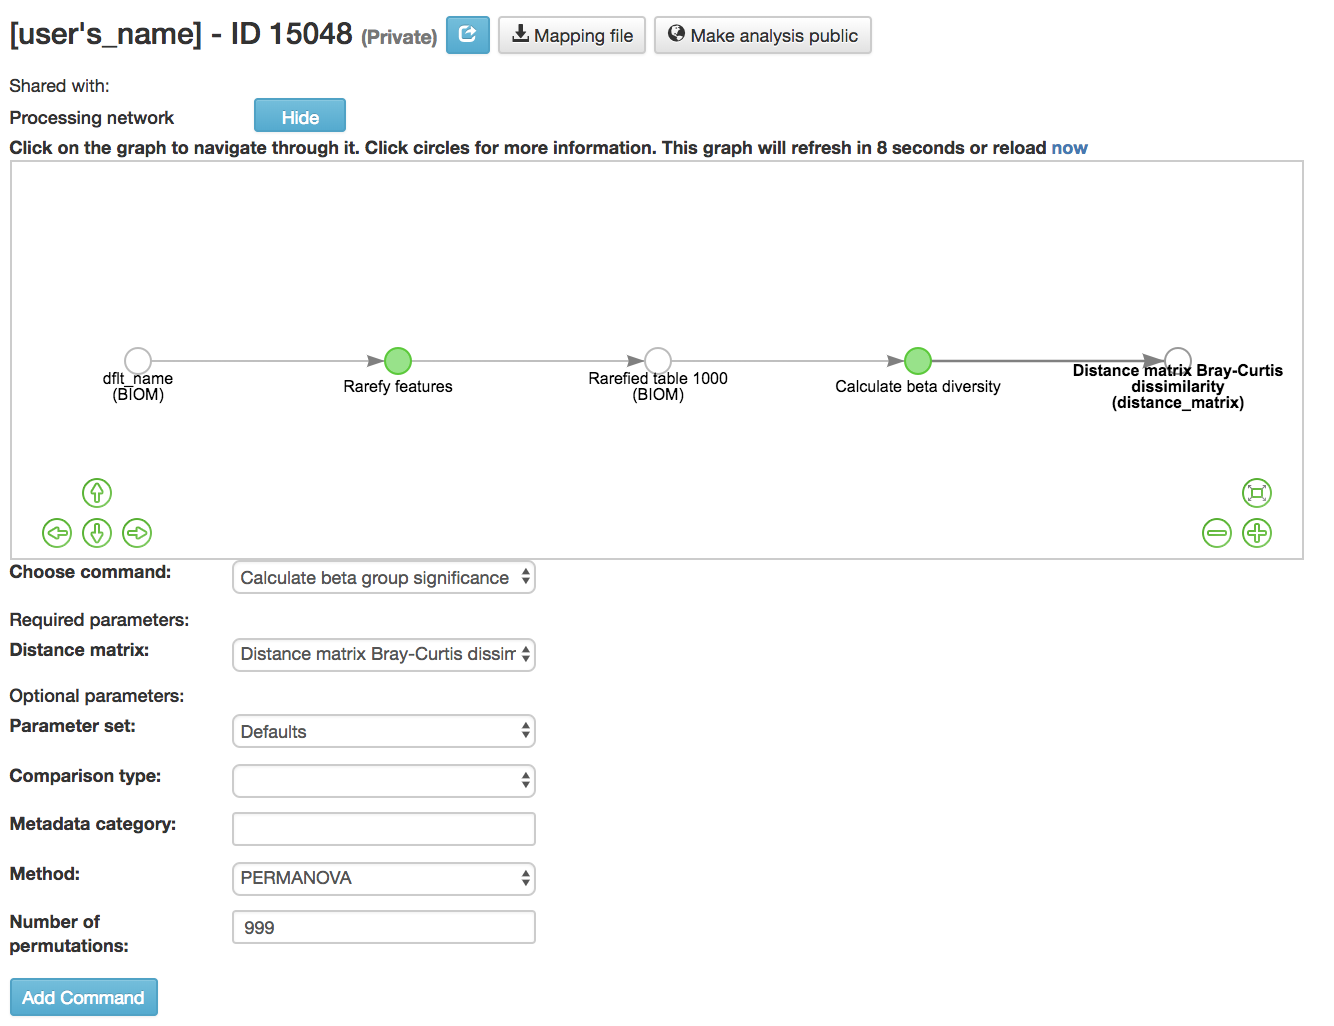 [user's_name] - ID 15048 (Private) Mapping file Make analysis public
Shared with:
Processing network Hide
Click on the graph to navigate through it. Click circles for more information. This graph will refresh in 8 seconds or reload now
dflt_name
(BIOM)
Rarefy features
Rarefied table 1000
(BIOM)
Calculate beta diversity
Distance matrix Bray-Curtis
dissimilarity
(distance_matrix)
Choose command: Calculate beta group significance
Required parameters:
Distance matrix: Distance matrix Bray-Curtis dissim
Optional parameters:
Parameter set: Defaults
Comparison type:
Metadata category:
Method: PERMANOVA
Number of
permutations: 999
Add Command